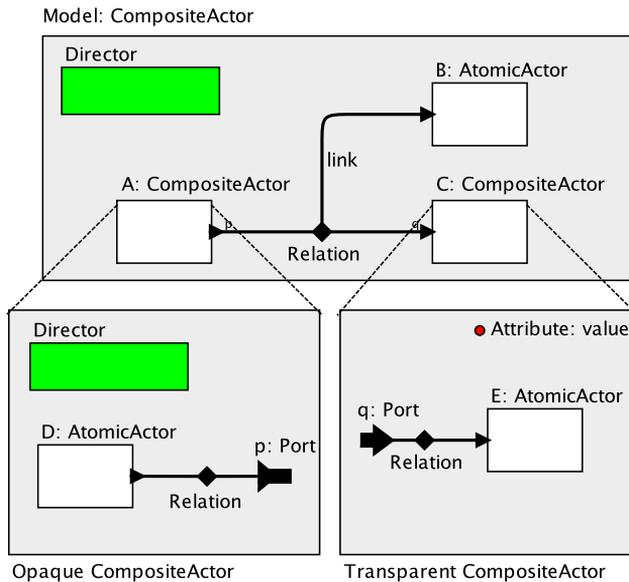 Model: CompositeActor
Director
B: AtomicActor
link
A: CompositeActor
C: CompositeActor
p
q
Relation
Director
Attribute: value
E: AtomicActor
q: Port
D: AtomicActor
p: Port
Relation
Relation
Opaque CompositeActor
Transparent CompositeActor